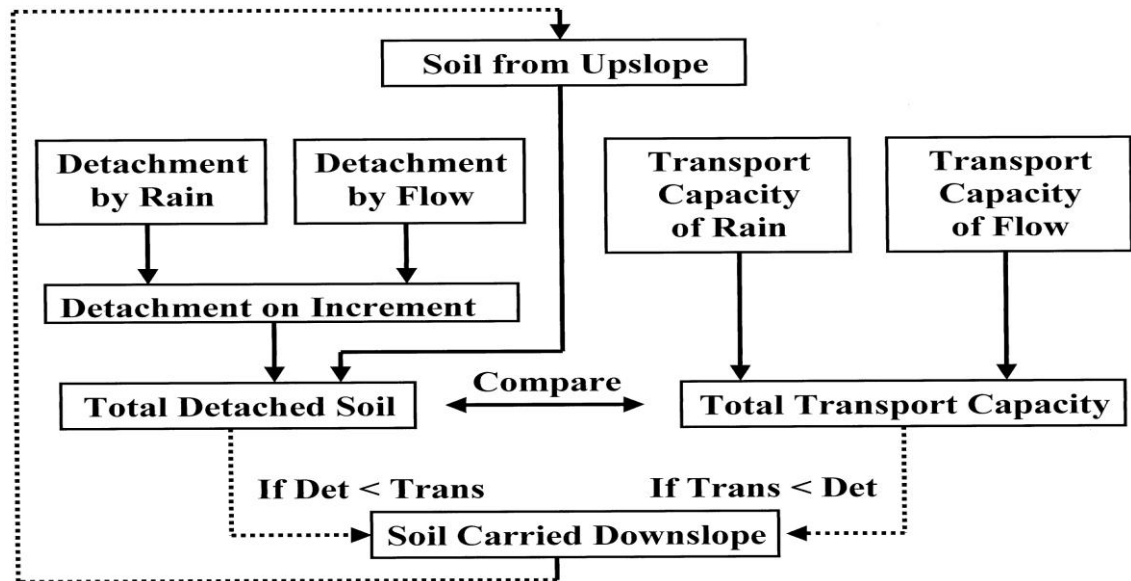 Soil from Upslope
Detachment
by Rain
Detachment
by Flow
Transport
Capacity
of Rain
Transport
Capacity
of Flow
Detachment on Increment
Compare
Total Detached Soil
Total Transport Capacity
If Det < Trans
If Trans < Det
Soil Carried Downslope